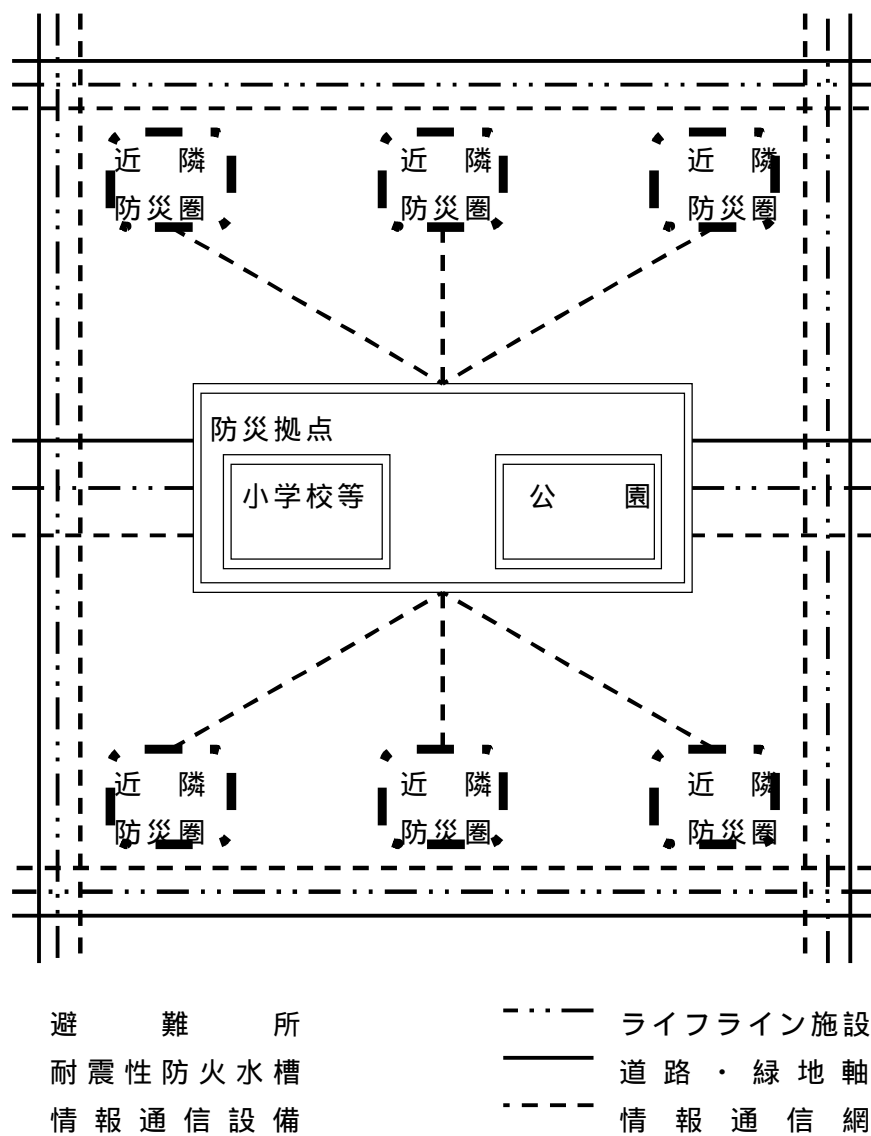 近隣 近隣 近隣
防災圏 防災圏 防災圏
防災拠点
小学校等 公園
近隣 近隣 近隣
防災圏 防災圏 防災圏
避難所 ライフライン施設
耐震性防火水槽 道路・緑地軸
情報通信設備 情報通信網